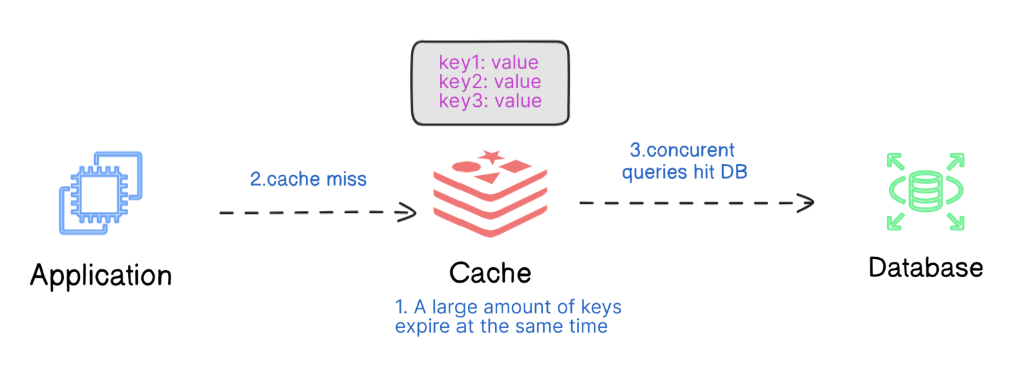 key1: value
key2: value
key3: value
2.cache miss
3.concurent
queries hit DB
Application
Cache
Database
1. A large amount of keys
expire at the same time